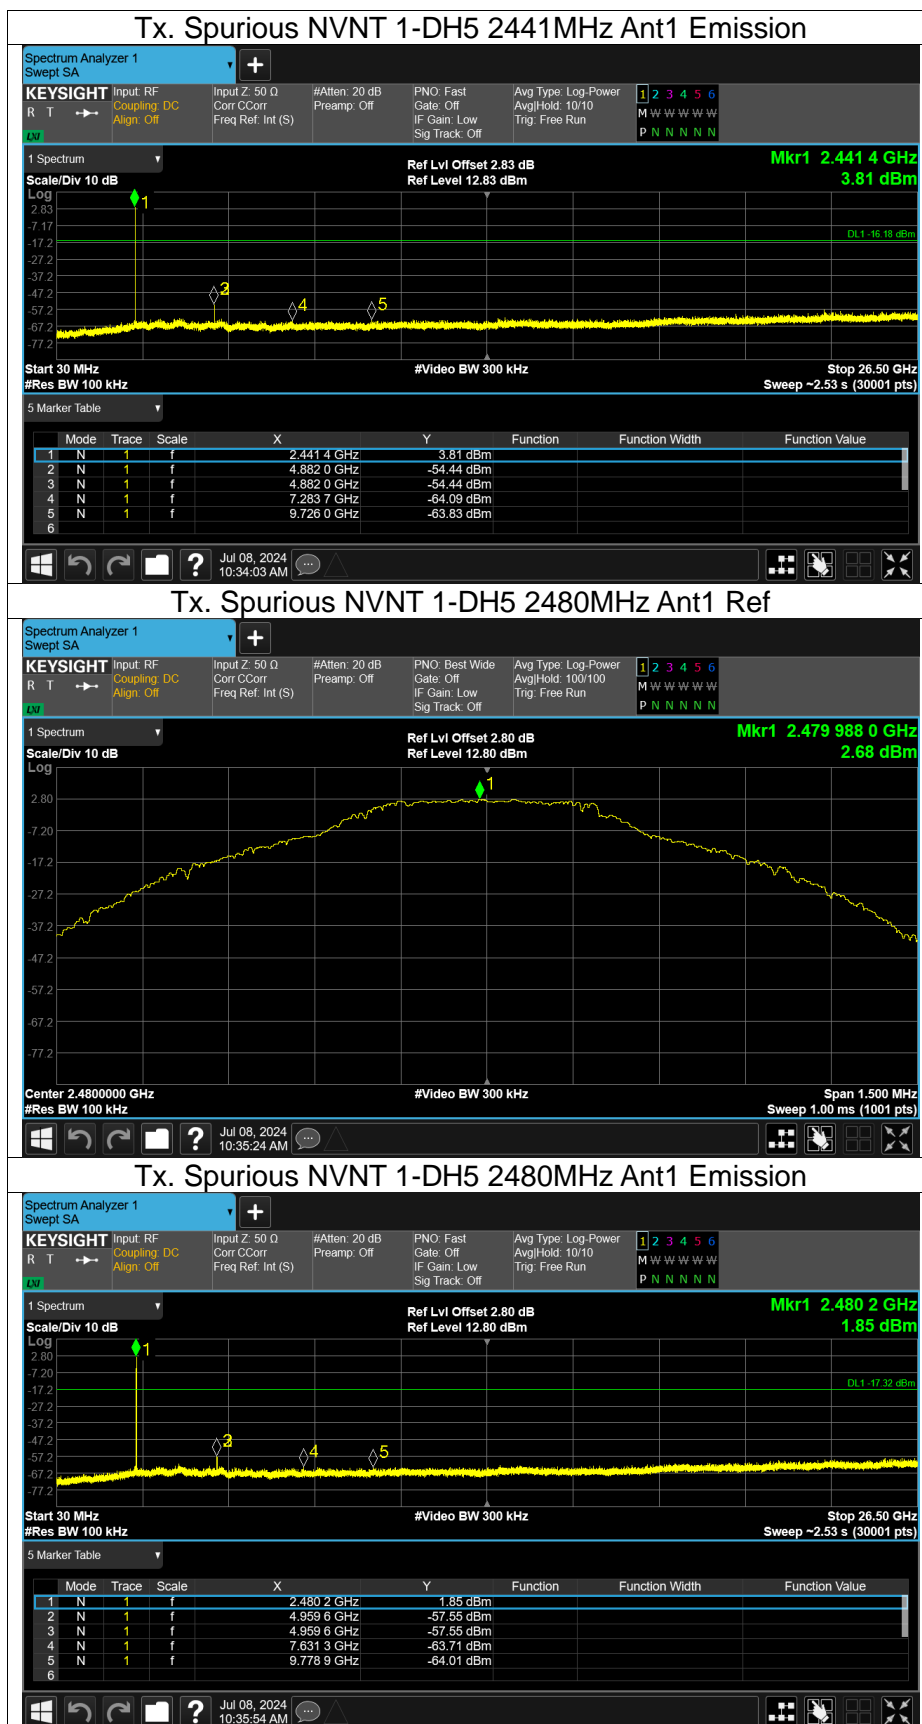 Tx. Spurious NVNT 1-DH5 2441MHz Ant1 Emission
Spectrum Analyzer 1
Swept SA
KEYSIGHT Input: RF Input Z: 50 Ω #Atten: 20 dB PNO: Fast Avg Type: Log-Power 1 2 3 4 5 6
R T Coupling: DC Corr CCorr Preamp: Off Gate: Off Avg|Hold: 10/10 M W W W W W
Align: Off Freq Ref: Int (S) IF Gain: Low Trig: Free Run
LXI Sig Track: Off P N N N N N
1 Spectrum Ref Lvl Offset 2.83 dB Mkr1 2.441 4 GHz
Scale/Div 10 dB Ref Level 12.83 dBm 3.81 dBm
Log
1
2.83
-7.17
DL1 -16.18 dBm
-17.2
-27.2
-37.2
-47.2 2 3
-57.2 4 5
-67.2
-77.2
Start 30 MHz #Video BW 300 kHz Stop 26.50 GHz
#Res BW 100 kHz Sweep ~2.53 s (30001 pts)
5 Marker Table
Mode Trace Scale X Y Function Function Width Function Value
1 N 1 f 2.441 4 GHz 3.81 dBm
2 N 1 f 4.882 0 GHz -54.44 dBm
3 N 1 f 4.882 0 GHz -54.44 dBm
4 N 1 f 7.283 7 GHz -64.09 dBm
5 N 1 f 9.726 0 GHz -63.83 dBm
6
? Jul 08, 2024
10:34:03 AM
Tx. Spurious NVNT 1-DH5 2480MHz Ant1 Ref
Spectrum Analyzer 1
Swept SA
KEYSIGHT Input: RF Input Z: 50 Ω #Atten: 20 dB PNO: Best Wide Avg Type: Log-Power 1 2 3 4 5 6
R T Coupling: DC Corr CCorr Preamp: Off Gate: Off Avg|Hold: 100/100 M W W W W W
Align: Off Freq Ref: Int (S) IF Gain: Low Trig: Free Run
LXI Sig Track: Off P N N N N N
1 Spectrum Ref Lvl Offset 2.80 dB Mkr1 2.479 988 0 GHz
Scale/Div 10 dB Ref Level 12.80 dBm 2.68 dBm
Log
1
2.80
-7.20
-17.2
-27.2
-37.2
-47.2
-57.2
-67.2
-77.2
Center 2.4800000 GHz #Video BW 300 kHz Span 1.500 MHz
#Res BW 100 kHz Sweep 1.00 ms (1001 pts)
? Jul 08, 2024
10:35:24 AM
Tx. Spurious NVNT 1-DH5 2480MHz Ant1 Emission
Spectrum Analyzer 1
Swept SA
KEYSIGHT Input: RF Input Z: 50 Ω #Atten: 20 dB PNO: Fast Avg Type: Log-Power 1 2 3 4 5 6
R T Coupling: DC Corr CCorr Preamp: Off Gate: Off Avg|Hold: 10/10 M W W W W W
Align: Off Freq Ref: Int (S) IF Gain: Low Trig: Free Run
LXI Sig Track: Off P N N N N N
1 Spectrum Ref Lvl Offset 2.80 dB Mkr1 2.480 2 GHz
Scale/Div 10 dB Ref Level 12.80 dBm 1.85 dBm
Log
1
2.80
-7.20
DL1 -17.32 dBm
-17.2
-27.2
-37.2
-47.2 2 3
-57.2 4 5
-67.2
-77.2
Start 30 MHz #Video BW 300 kHz Stop 26.50 GHz
#Res BW 100 kHz Sweep ~2.53 s (30001 pts)
5 Marker Table
Mode Trace Scale X Y Function Function Width Function Value
1 N 1 f 2.480 2 GHz 1.85 dBm
2 N 1 f 4.959 6 GHz -57.55 dBm
3 N 1 f 4.959 6 GHz -57.55 dBm
4 N 1 f 7.631 3 GHz -63.71 dBm
5 N 1 f 9.778 9 GHz -64.01 dBm
6
? Jul 08, 2024
10:35:54 AM